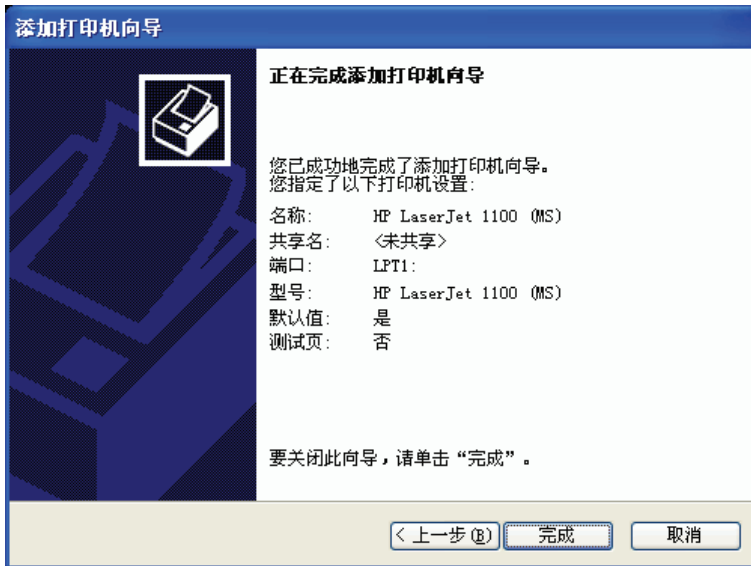 添加打印机向导
正在完成添加打印机向导
您已成功地完成了添加打印机向导。
您指定了以下打印机设置:
名称: HP LaserJet 1100 (MS)
共享名: <未共享>
端口: LPT1:
型号: HP LaserJet 1100 (MS)
默认值: 是
测试页: 否
要关闭此向导，请单击“完成”。
< 上一步(B) 完成 取消